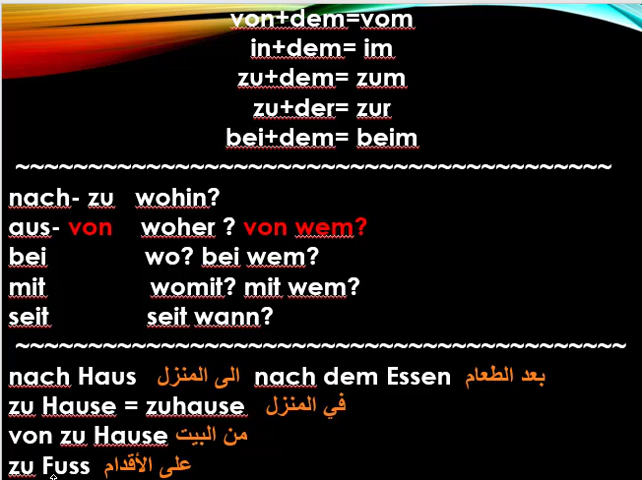 von+dem=vom
in+dem= im
zu+dem= zum
zu+der= zur
bei+dem= beim
~~~~~~~~~~~~~~~~~~~~~~~~~~~~~~~~~~~~~~~~~
nach- zu wohin?
aus- von woher ? von wem?
bei wo? bei wem?
mit womit? mit wem?
seit seit wann?
~~~~~~~~~~~~~~~~~~~~~~~~~~~~~~~~~~~~~~~~~~
nach Haus الى المنزل nach dem Essen بعد الطعام
zu Hause = zuhause في المنزل
von zu Hause من البيت
zu Fuss على الأقدام